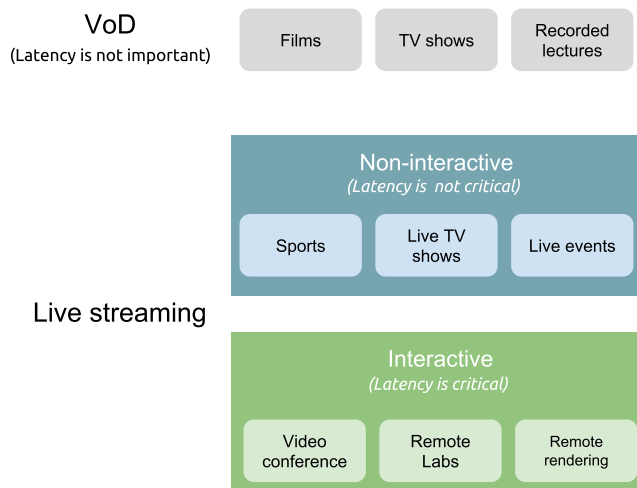 VoD
(Latency is not important)
Films
TV shows
Recorded
lectures
Non-interactive
(Latency is not critical)
Sports
Live TV
shows
Live events
Live streaming
Interactive
(Latency is critical)
Video
conference
Remote
Labs
Remote
rendering